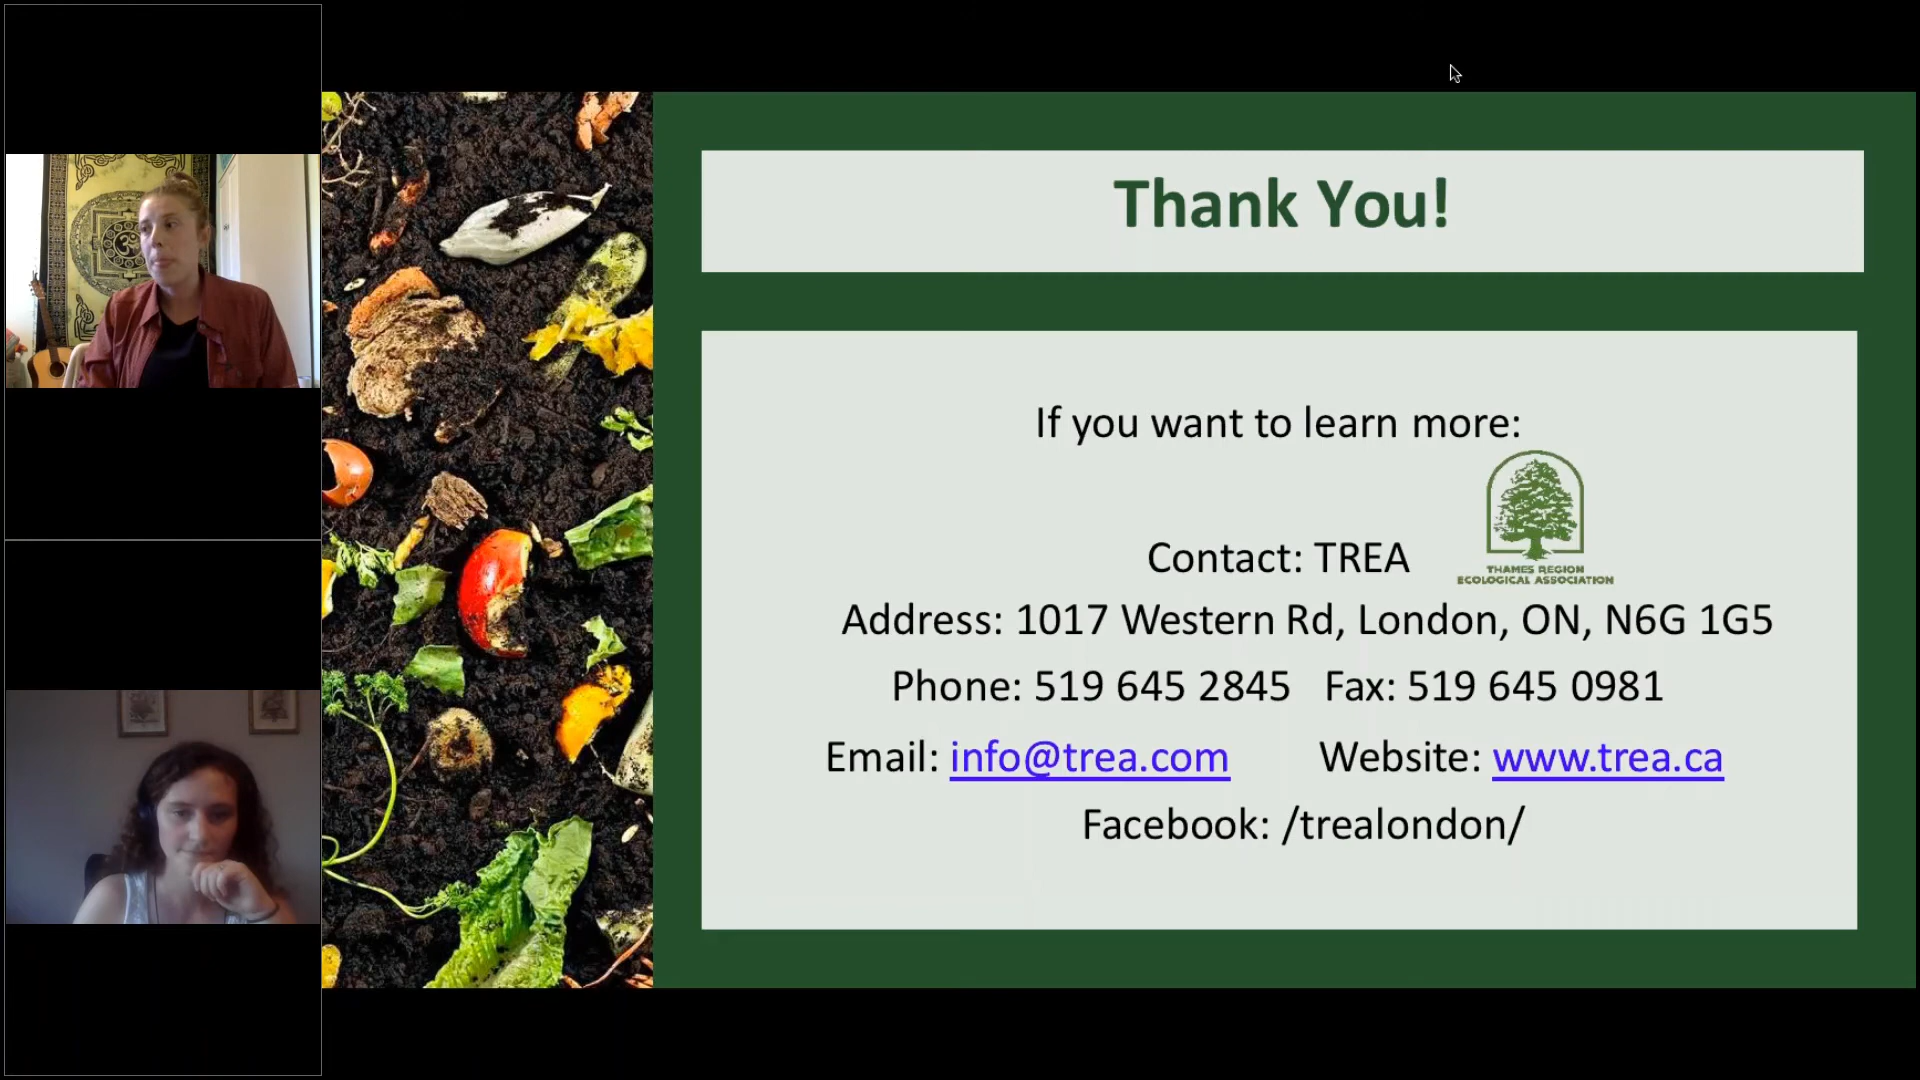 Thank You!
If you want to learn more:
Contact: TREA
THAMES REGION
ECOLOGICAL ASSOCIATION
Address: 1017 Western Rd, London, ON, N6G 1G5
Phone: 519 645 2845 Fax: 519 645 0981
Email: info@trea.com Website: www.trea.ca
Facebook: /trealondon/